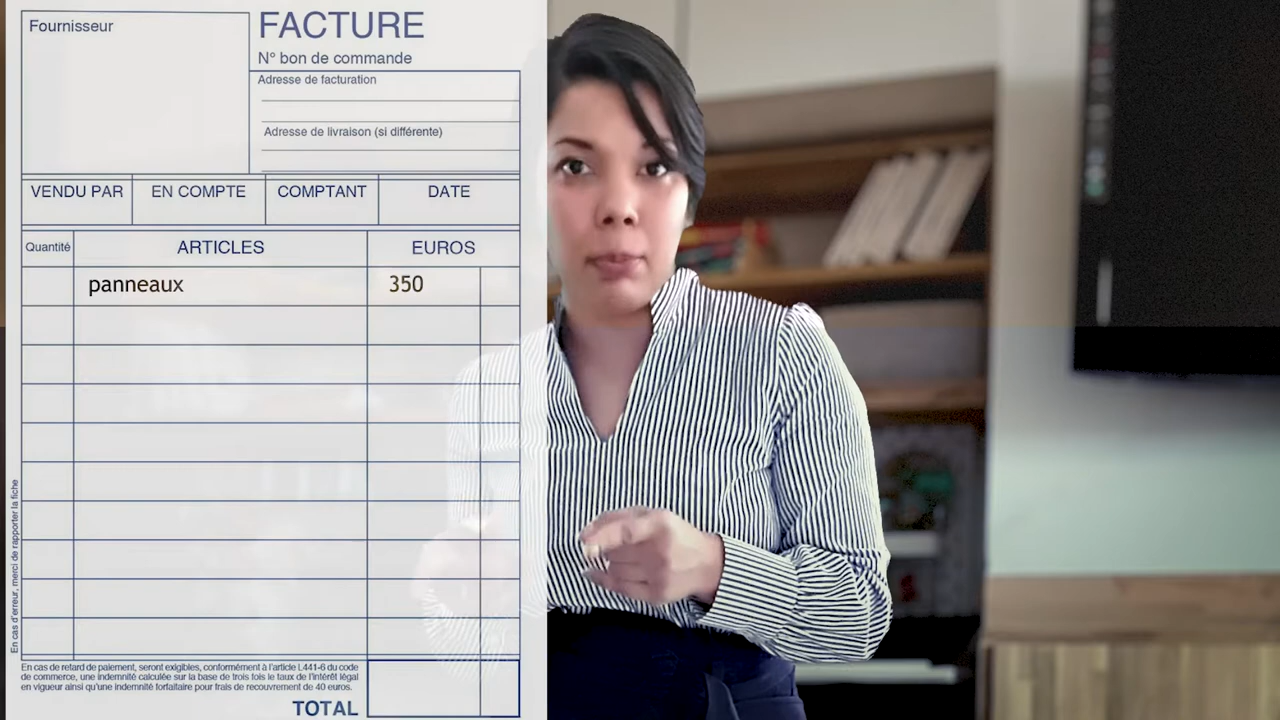 Fournisseur
FACTURE
N° bon de commande
Adresse de facturation
Adresse de livraison (si différente)
VENDU PAR EN COMPTE COMPTANT DATE
Quantité ARTICLES EUROS
panneaux 350
En cas d'erreur, merci de rapporter la fiche
En cas de retard de paiement, seront exigibles, conformément à l'article L441-6 du code
de commerce, une indemnité calculée sur la base de trois fois le taux de l'intérêt légal
en vigueur ainsi qu'une indemnité forfaitaire pour frais de recouvrement de 40 euros.
TOTAL